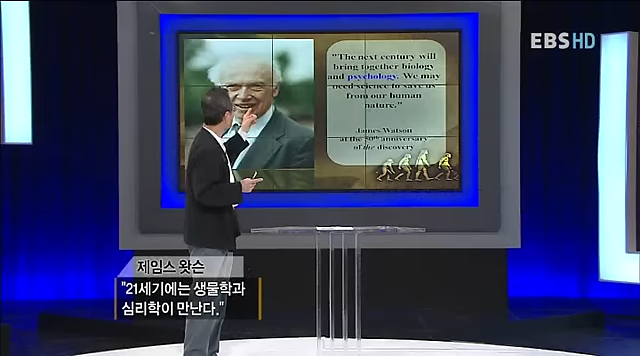 EBS HD
"The next century will
bring together biology
and psychology. We may
need science to save us
from our human
nature."
James Watson
at the 50th anniversary
of the discovery
제임스 왓슨
"21세기에는 생물학과
심리학이 만난다."